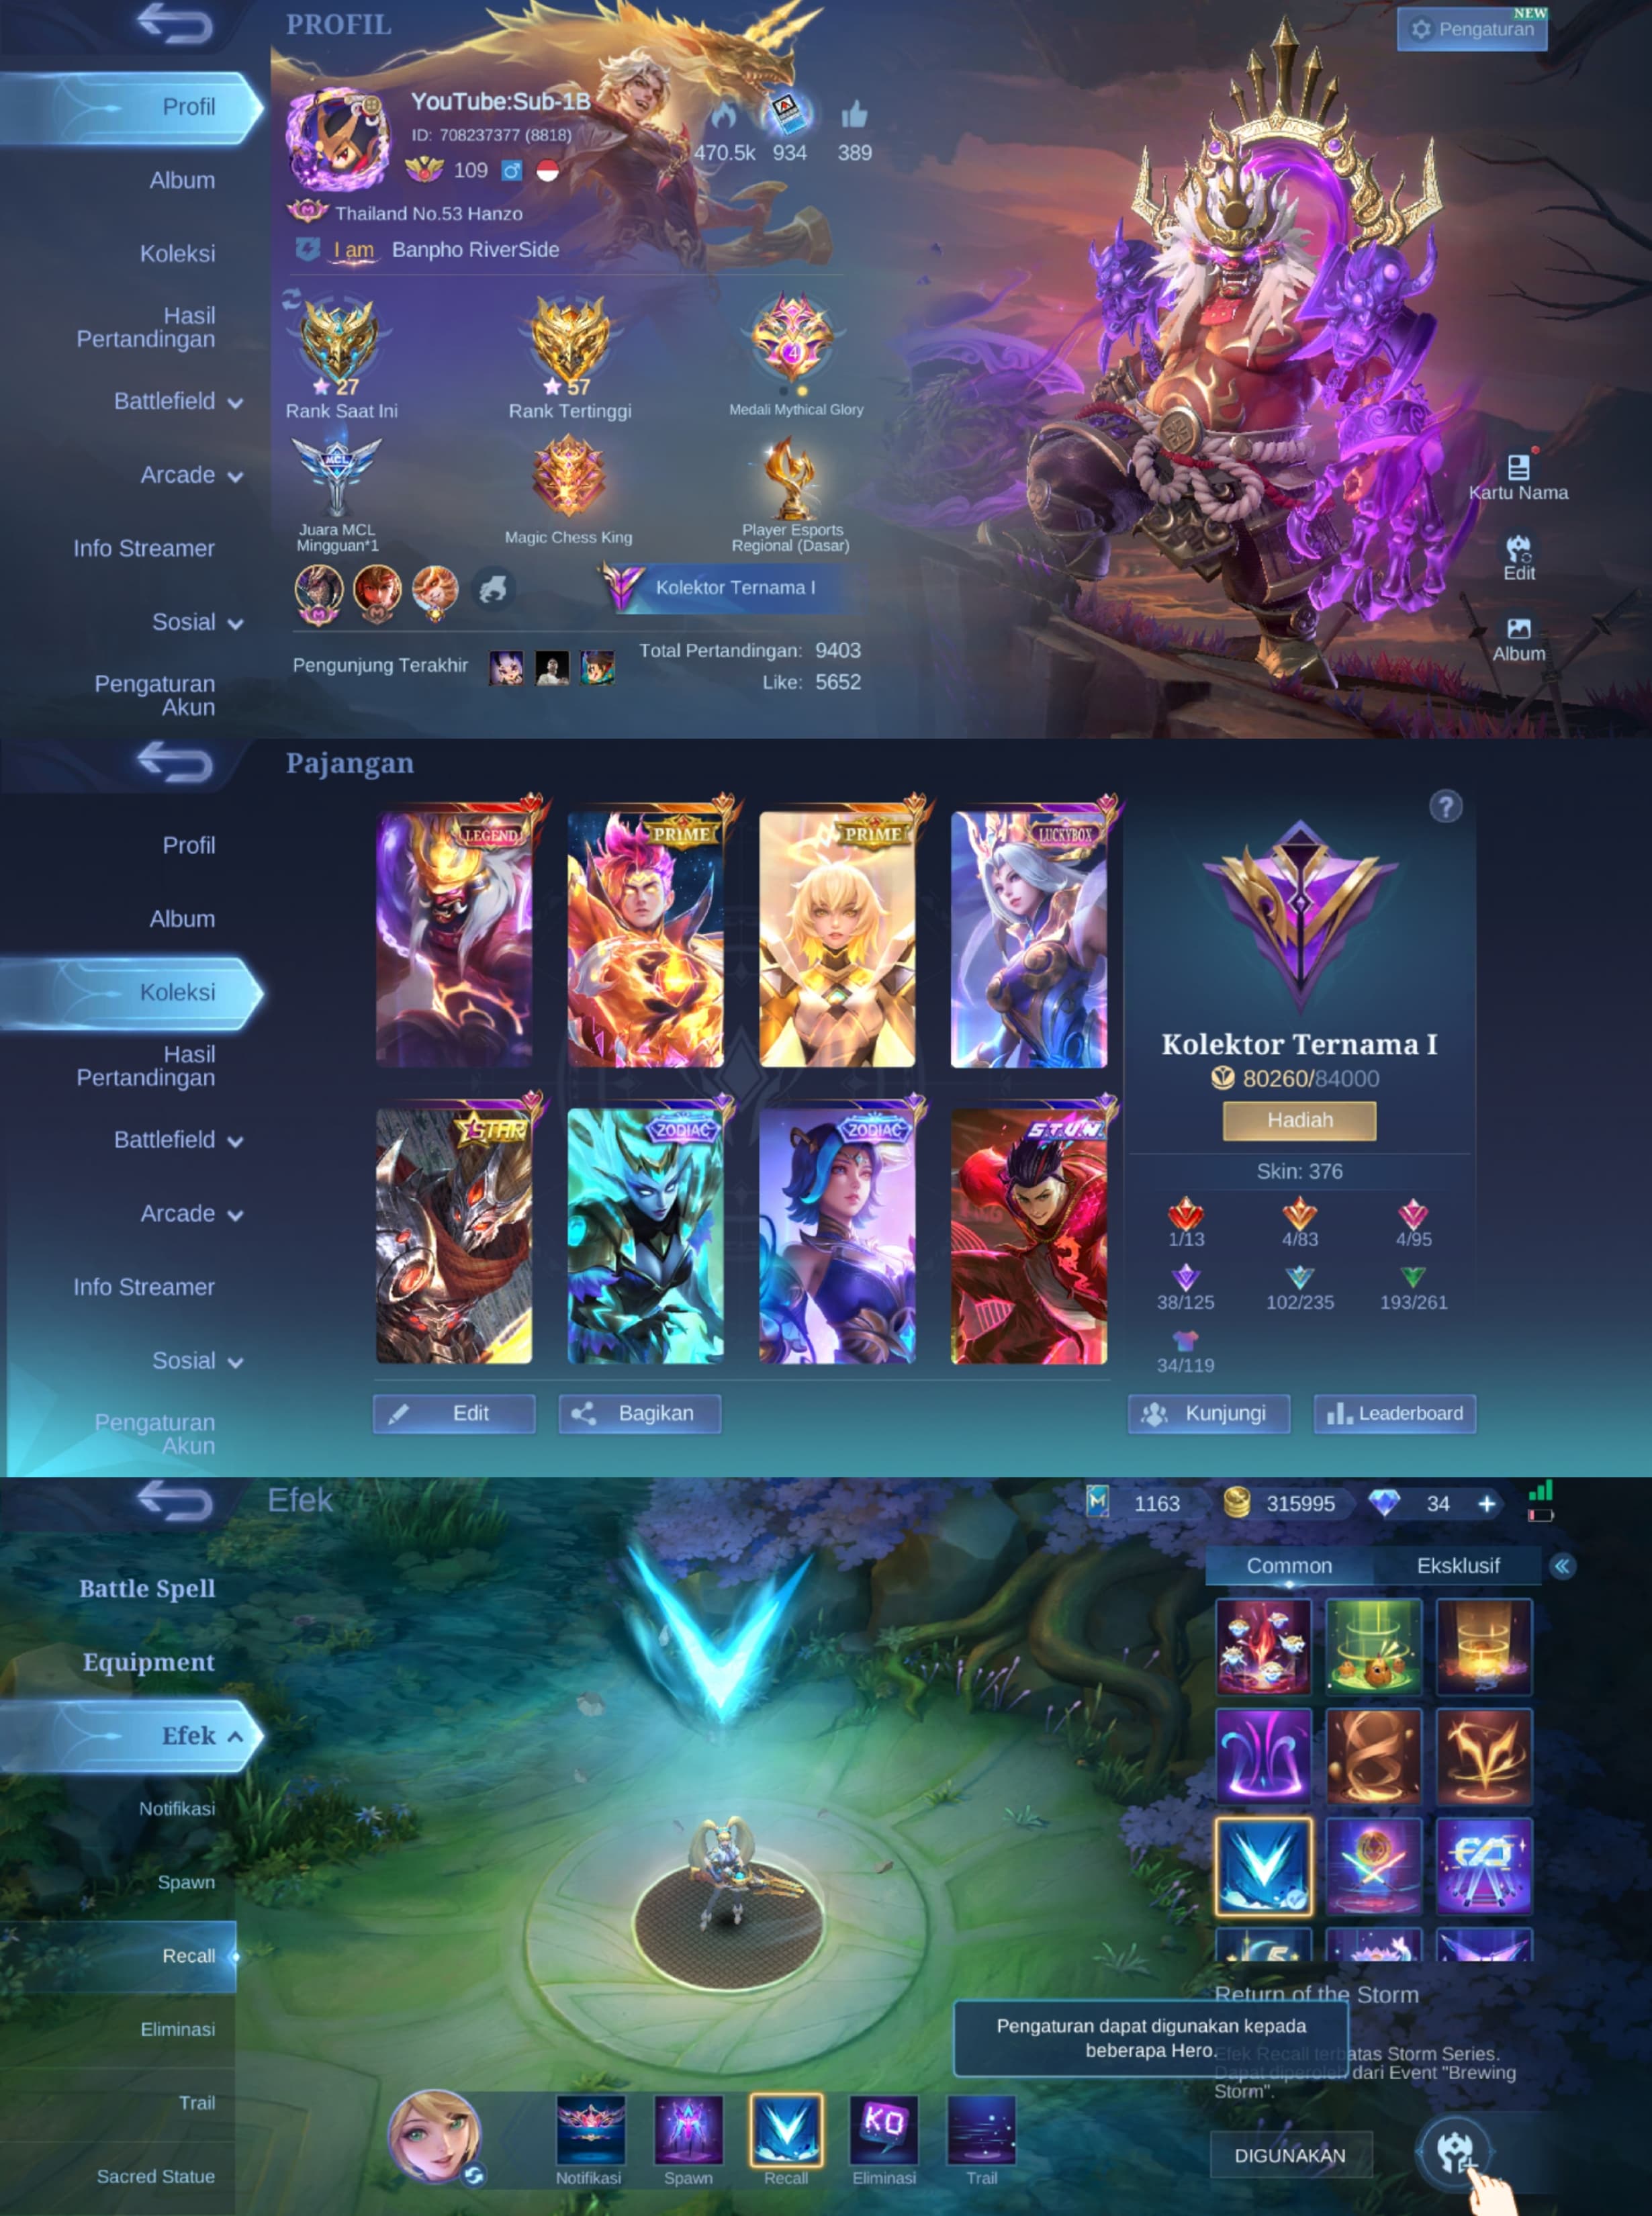 PROFIL
NEW
Pengaturan
Profil
Album
Koleksi
Hasil
Pertandingan
Battlefield
Arcade
Info Streamer
Sosial
Pengaturan
Akun
YouTube:Sub-1B
ID: 708237377 (8818)
109
470.5k 934 389
Thailand No.53 Hanzo
I am Banpho RiverSide
27 57 4
Rank Saat Ini Rank Tertinggi Medali Mythical Glory
MCL
Juara MCL
Mingguan*1
Magic Chess King
Player Esports
Regional (Dasar)
Kolektor Ternama I
Pengunjung Terakhir
Total Pertandingan: 9403
Like: 5652
Kartu Nama
Edit
Album
Pajangan
Profil
Album
Koleksi
Hasil
Pertandingan
Battlefield
Arcade
Info Streamer
Sosial
Pengaturan
Akun
LEGEND PRIME PRIME LUCKYBOX
STAR ZODIAC ZODIAC S.T.U.N.
Edit Bagikan
?
Kolektor Ternama I
80260/84000
Hadiah
Skin: 376
1/13 4/83 4/95
38/125 102/235 193/261
34/119
Kunjungi Leaderboard
Efek
1163 315995 34 +
Battle Spell
Equipment
Efek
Notifikasi
Spawn
Recall
Eliminasi
Trail
Sacred Statue
Common Eksklusif
Return of the Storm
Pengaturan dapat digunakan kepada
beberapa Hero.
Efek Recall terbatas Storm Series.
Dapat diperoleh dari Event "Brewing
Storm".
KO
Notifikasi Spawn Recall Eliminasi Trail
DIGUNAKAN